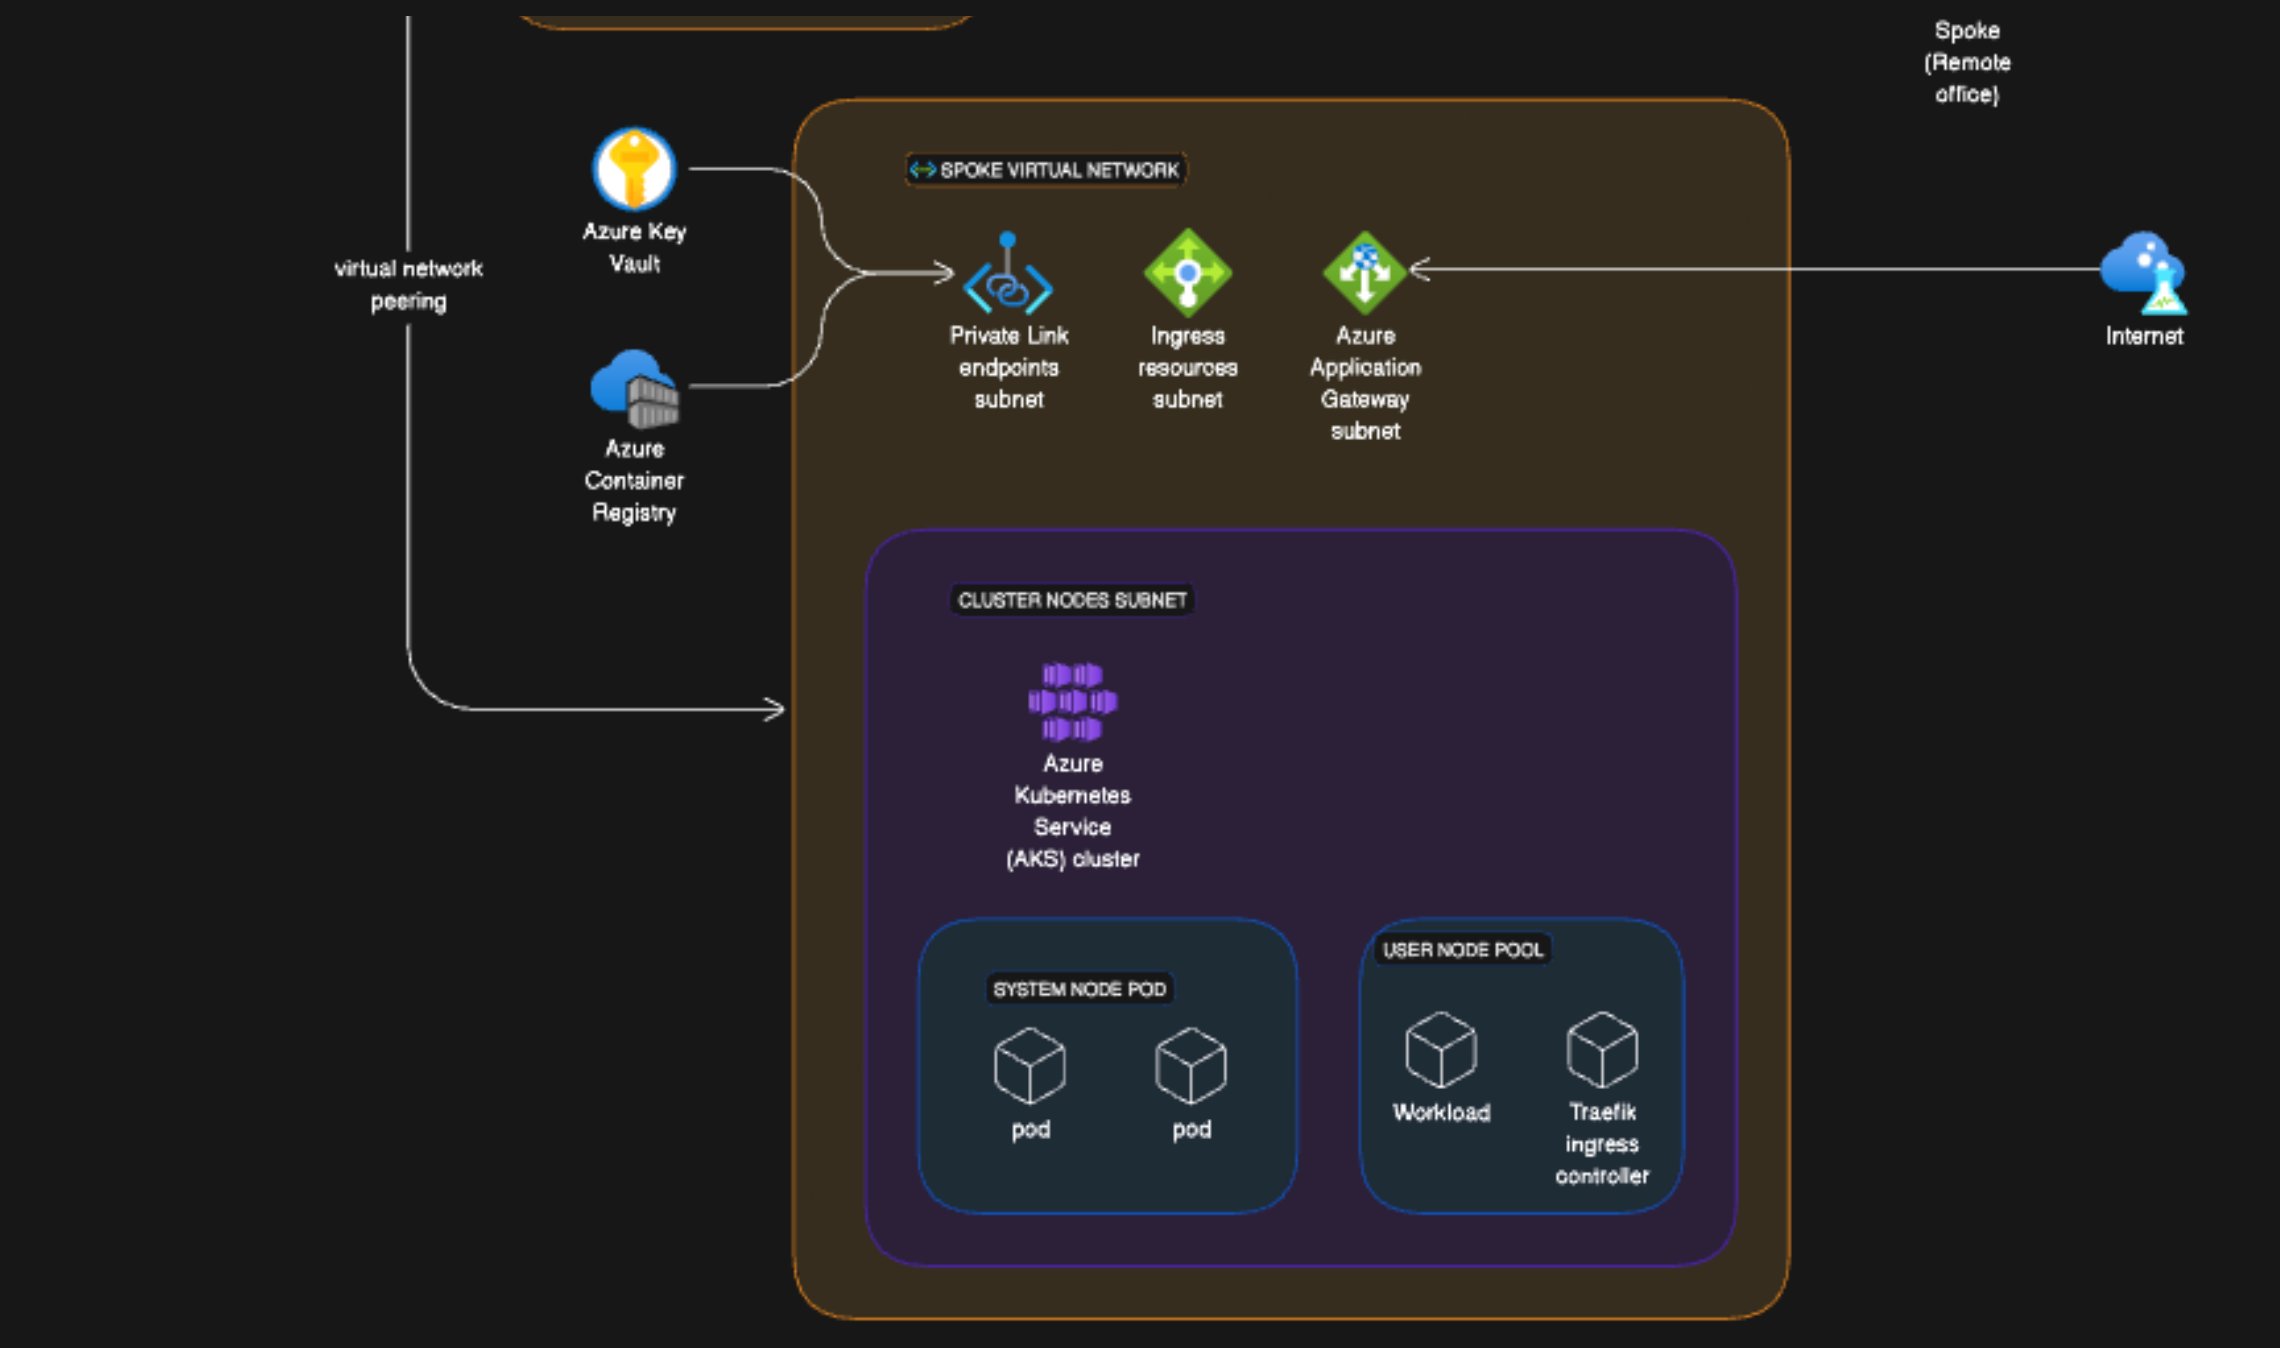 Spoke
(Remote
office)
SPOKE VIRTUAL NETWORK
Azure Key
Vault
virtual network
peering
Private Link
endpoints
subnet
Ingress
resources
subnet
Azure
Application
Gateway
subnet
Internet
Azure
Container
Registry
CLUSTER NODES SUBNET
Azure
Kubernetes
Service
(AKS) cluster
SYSTEM NODE POD
pod
pod
USER NODE POOL
Workload
Traefik
ingress
controller